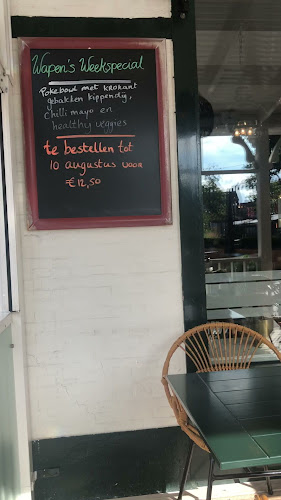 Wapen's Weekspecial
Pokebowl met krokant
gebakken kippendij,
chilli mayo en
healthy veggies
te bestellen tot
10 augustus voor
€12,50